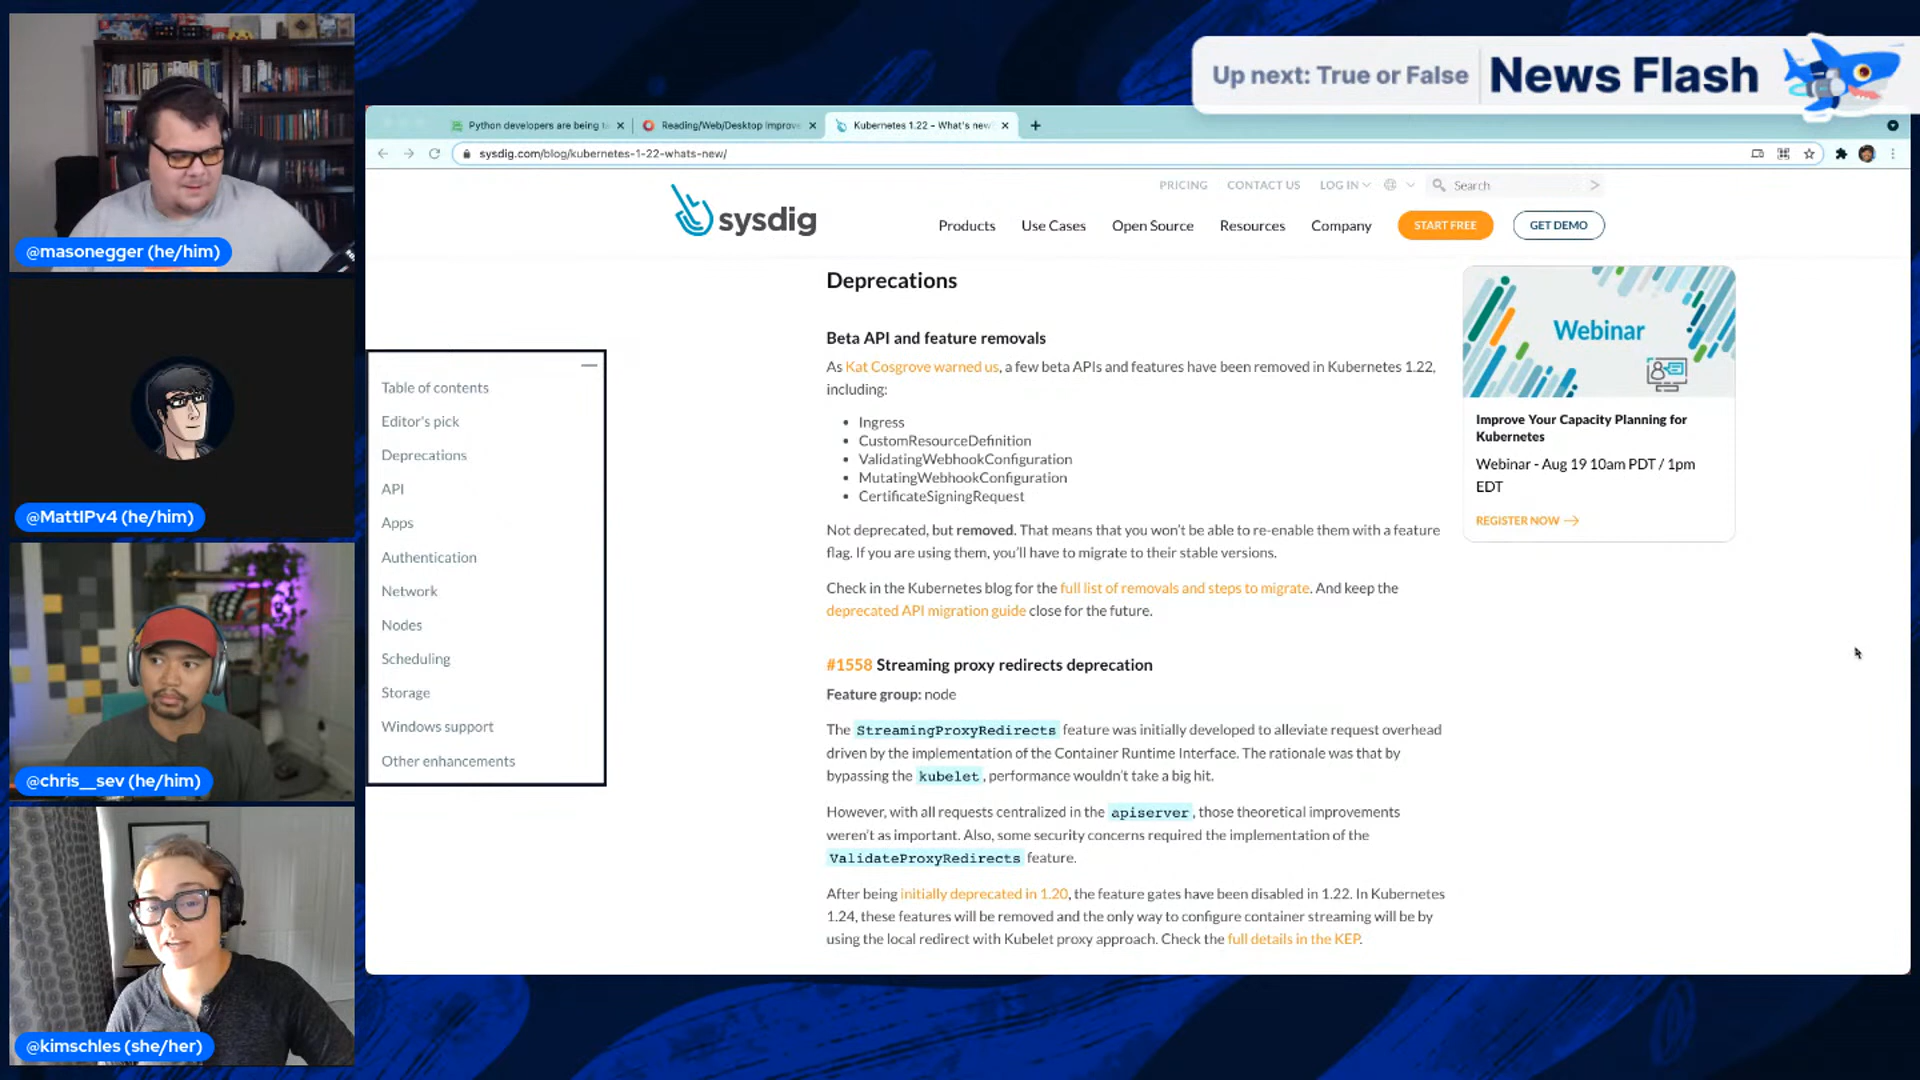 Up next: True or False
News Flash
@masonegger (he/him)
@MattIPv4 (he/him)
@chris__sev (he/him)
@kimschles (she/her)
Python developers are being ta
Reading/Web/Desktop Improve
Kubernetes 1.22 – What's new?
sysdig.com/blog/kubernetes-1-22-whats-new/
PRICING
CONTACT US
LOG IN
Search
sysdig
Products
Use Cases
Open Source
Resources
Company
START FREE
GET DEMO
Table of contents
Editor's pick
Deprecations
API
Apps
Authentication
Network
Nodes
Scheduling
Storage
Windows support
Other enhancements
Deprecations
Beta API and feature removals
As Kat Cosgrove warned us, a few beta APIs and features have been removed in Kubernetes 1.22,
including:
• Ingress
• CustomResourceDefinition
• ValidatingWebhookConfiguration
• MutatingWebhookConfiguration
• CertificateSigningRequest
Not deprecated, but removed. That means that you won't be able to re-enable them with a feature
flag. If you are using them, you'll have to migrate to their stable versions.
Check in the Kubernetes blog for the full list of removals and steps to migrate. And keep the
deprecated API migration guide close for the future.
#1558 Streaming proxy redirects deprecation
Feature group: node
The StreamingProxyRedirects feature was initially developed to alleviate request overhead
driven by the implementation of the Container Runtime Interface. The rationale was that by
bypassing the kubelet, performance wouldn't take a big hit.
However, with all requests centralized in the apiserver, those theoretical improvements
weren't as important. Also, some security concerns required the implementation of the
ValidateProxyRedirects feature.
After being initially deprecated in 1.20, the feature gates have been disabled in 1.22. In Kubernetes
1.24, these features will be removed and the only way to configure container streaming will be by
using the local redirect with Kubelet proxy approach. Check the full details in the KEP.
Webinar
Improve Your Capacity Planning for
Kubernetes
Webinar - Aug 19 10am PDT / 1pm
EDT
REGISTER NOW